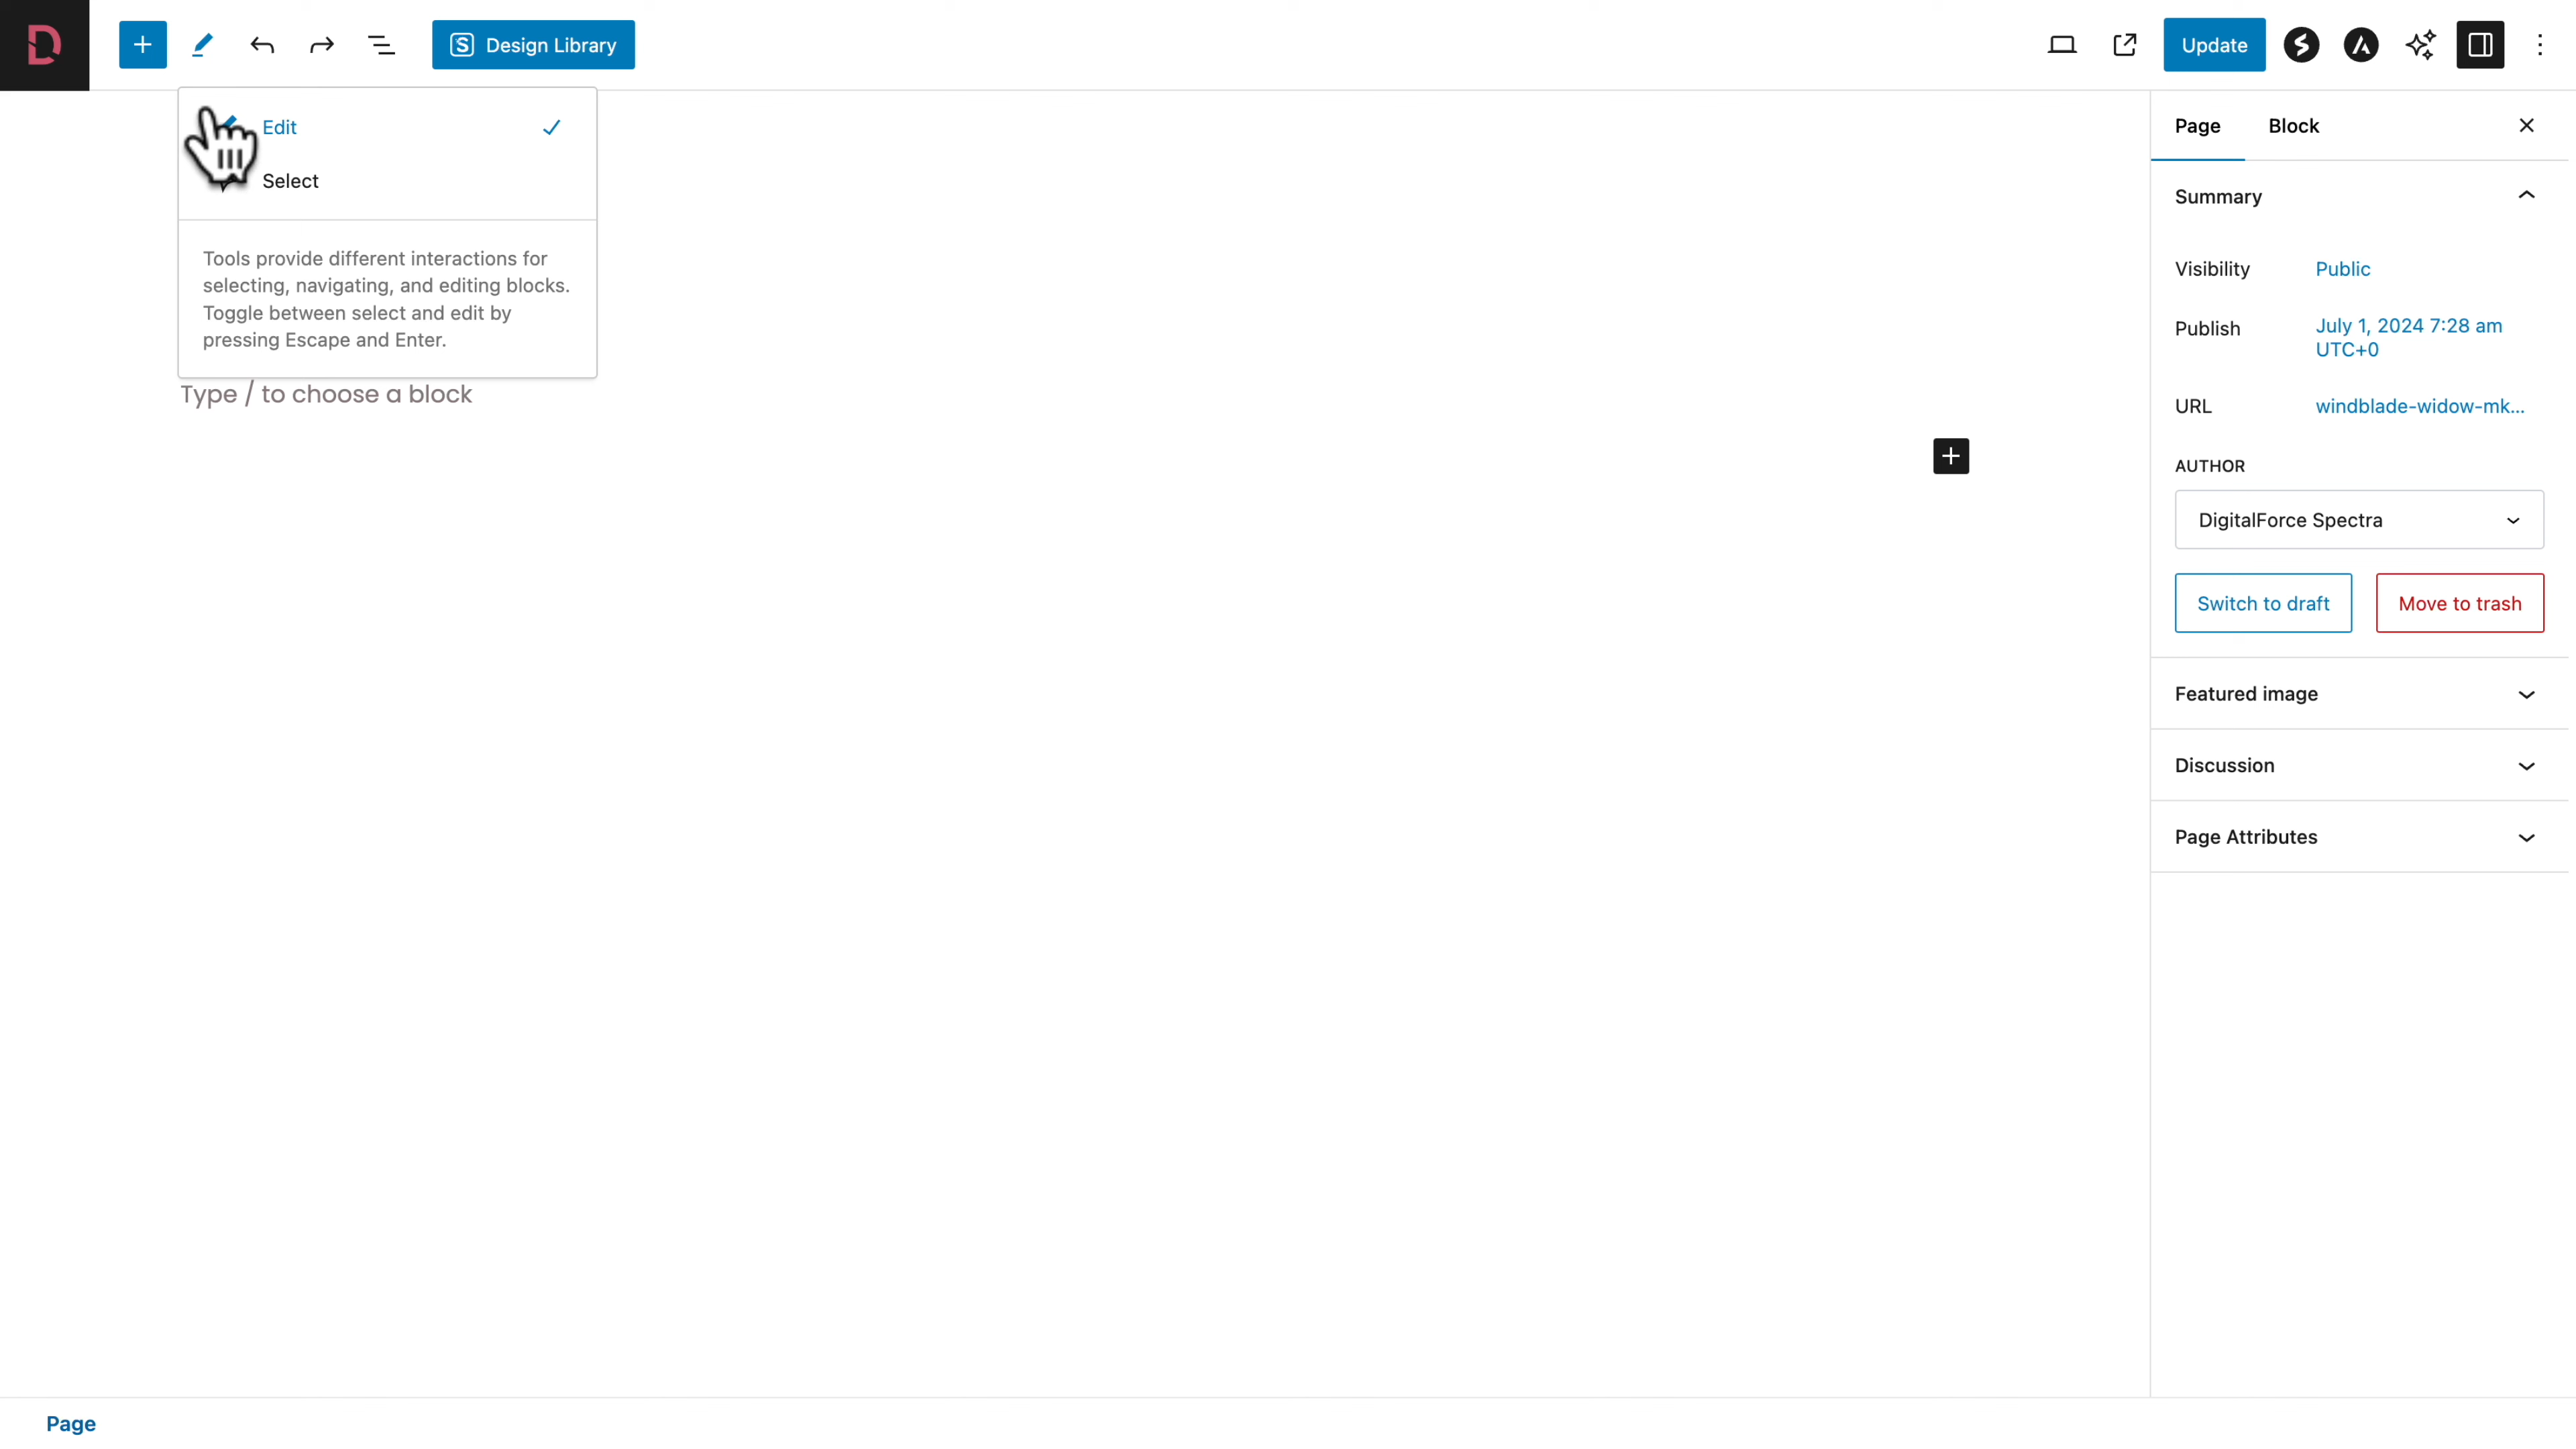 Design Library
Update
Edit
Select
Tools provide different interactions for
selecting, navigating, and editing blocks.
Toggle between select and edit by
pressing Escape and Enter.
Type / to choose a block
Page Block
Summary
Visibility Public
Publish July 1, 2024 7:28 am
UTC+0
URL windblade-widow-mk...
AUTHOR
DigitalForce Spectra
Switch to draft Move to trash
Featured image
Discussion
Page Attributes
Page